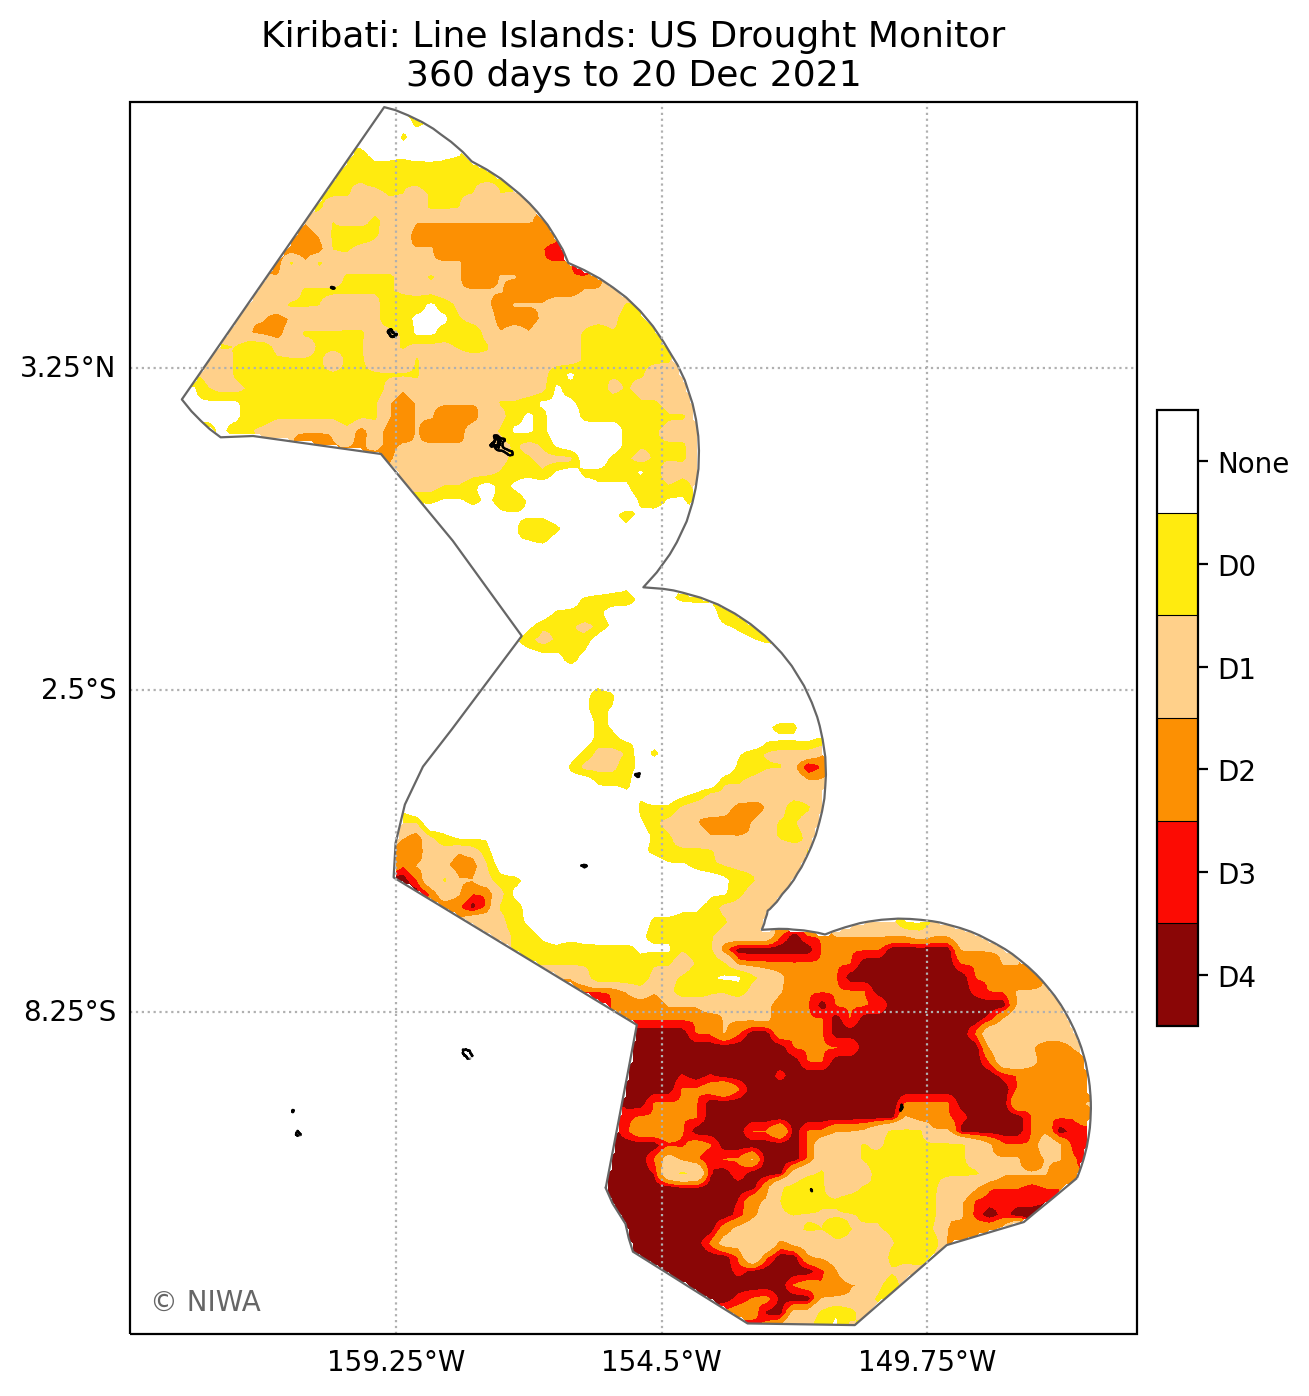 Kiribati: Line Islands: US Drought Monitor
360 days to 20 Dec 2021
3.25°N
2.5°S
8.25°S
159.25°W
154.5°W
149.75°W
None
D0
D1
D2
D3
D4
© NIWA